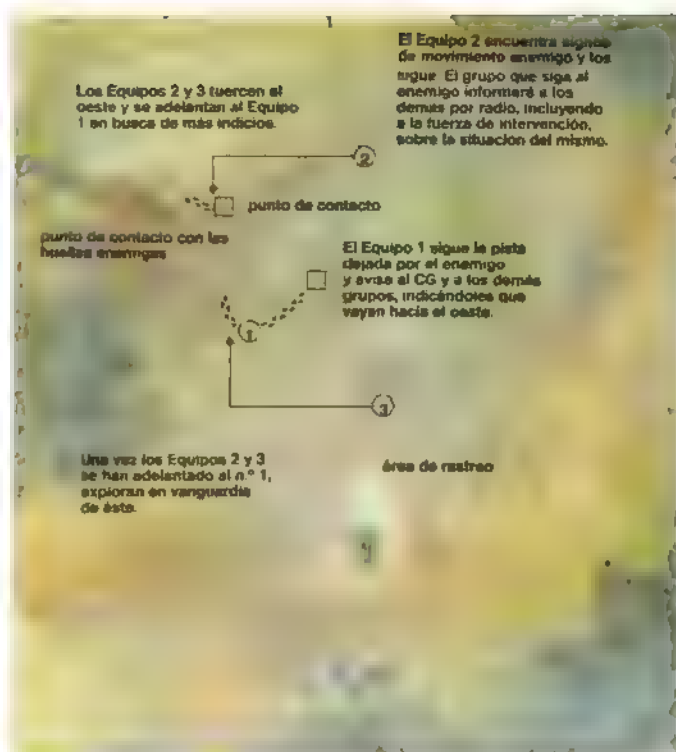 El Equipo 2 encuentra signos
de movimiento enemigo y los
sigue. El grupo que siga al
enemigo informará a los
demás por radio, incluyendo
a la fuerza de intervención,
sobre la situación del mismo.
Los Equipos 2 y 3 tuercen al
oeste y se adelantan al Equipo
1 en busca de más indicios.
2
punto de contacto
punto de contacto con las
huellas enemigas
El Equipo 1 sigue la pista
dejada por el enemigo
y avisa al CG y a los demás
grupos, indicándoles que
vayan hacia el oeste.
1
3
Una vez los Equipos 2 y 3
se han adelantado al n.º 1,
exploran en vanguardia
de éste.
área de rastreo